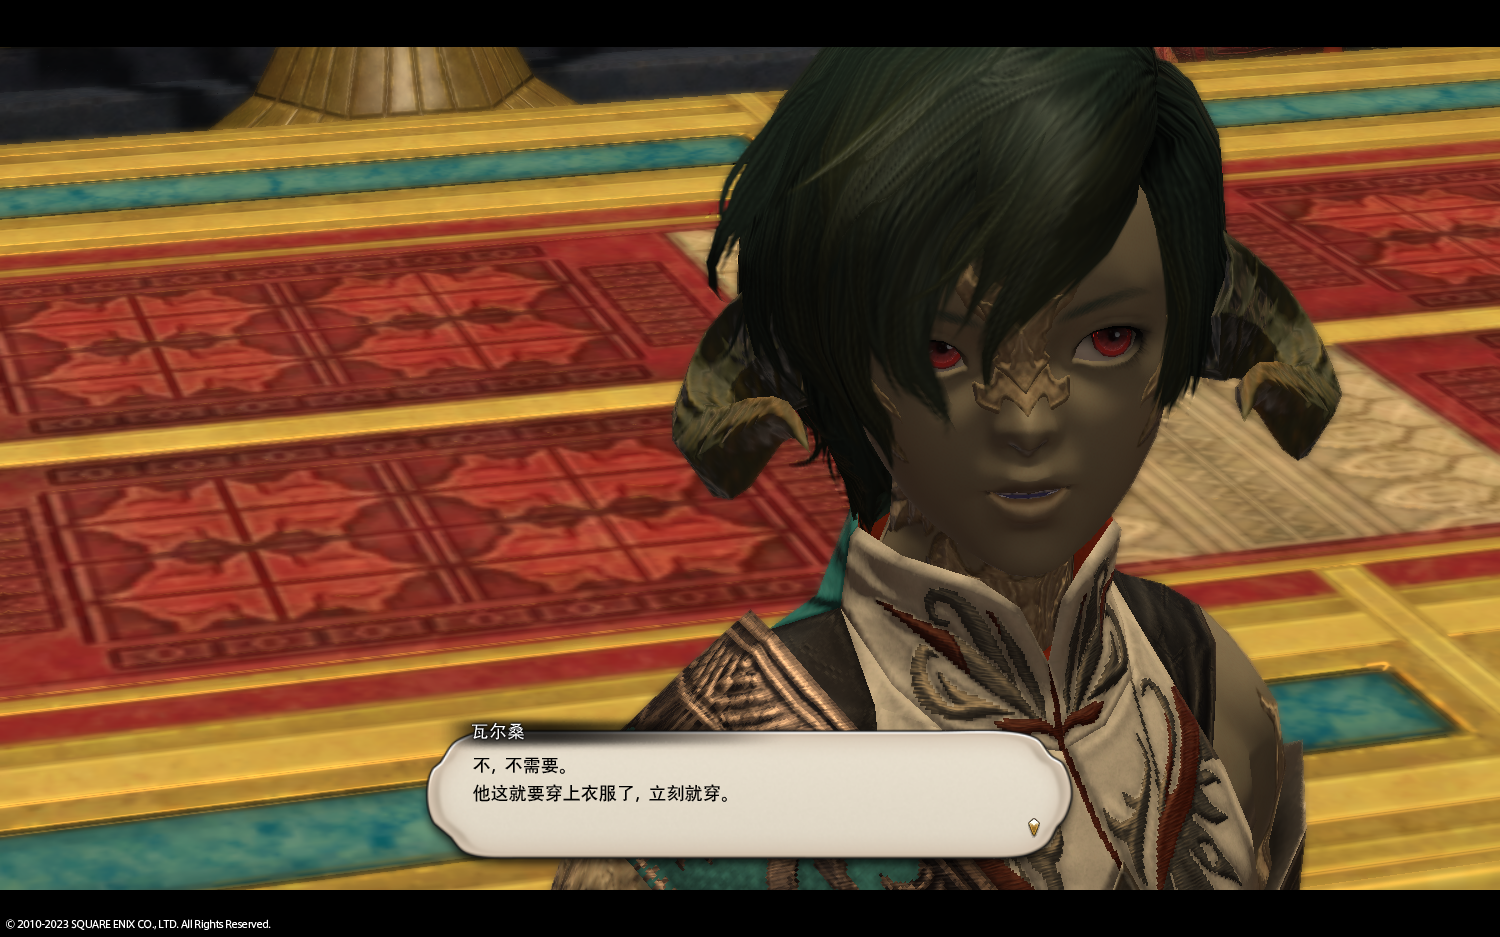 瓦尔桑
不, 不需要。
他这就要穿上衣服了, 立刻就穿。
© 2010-2023 SQUARE ENIX CO., LTD. All Rights Reserved.